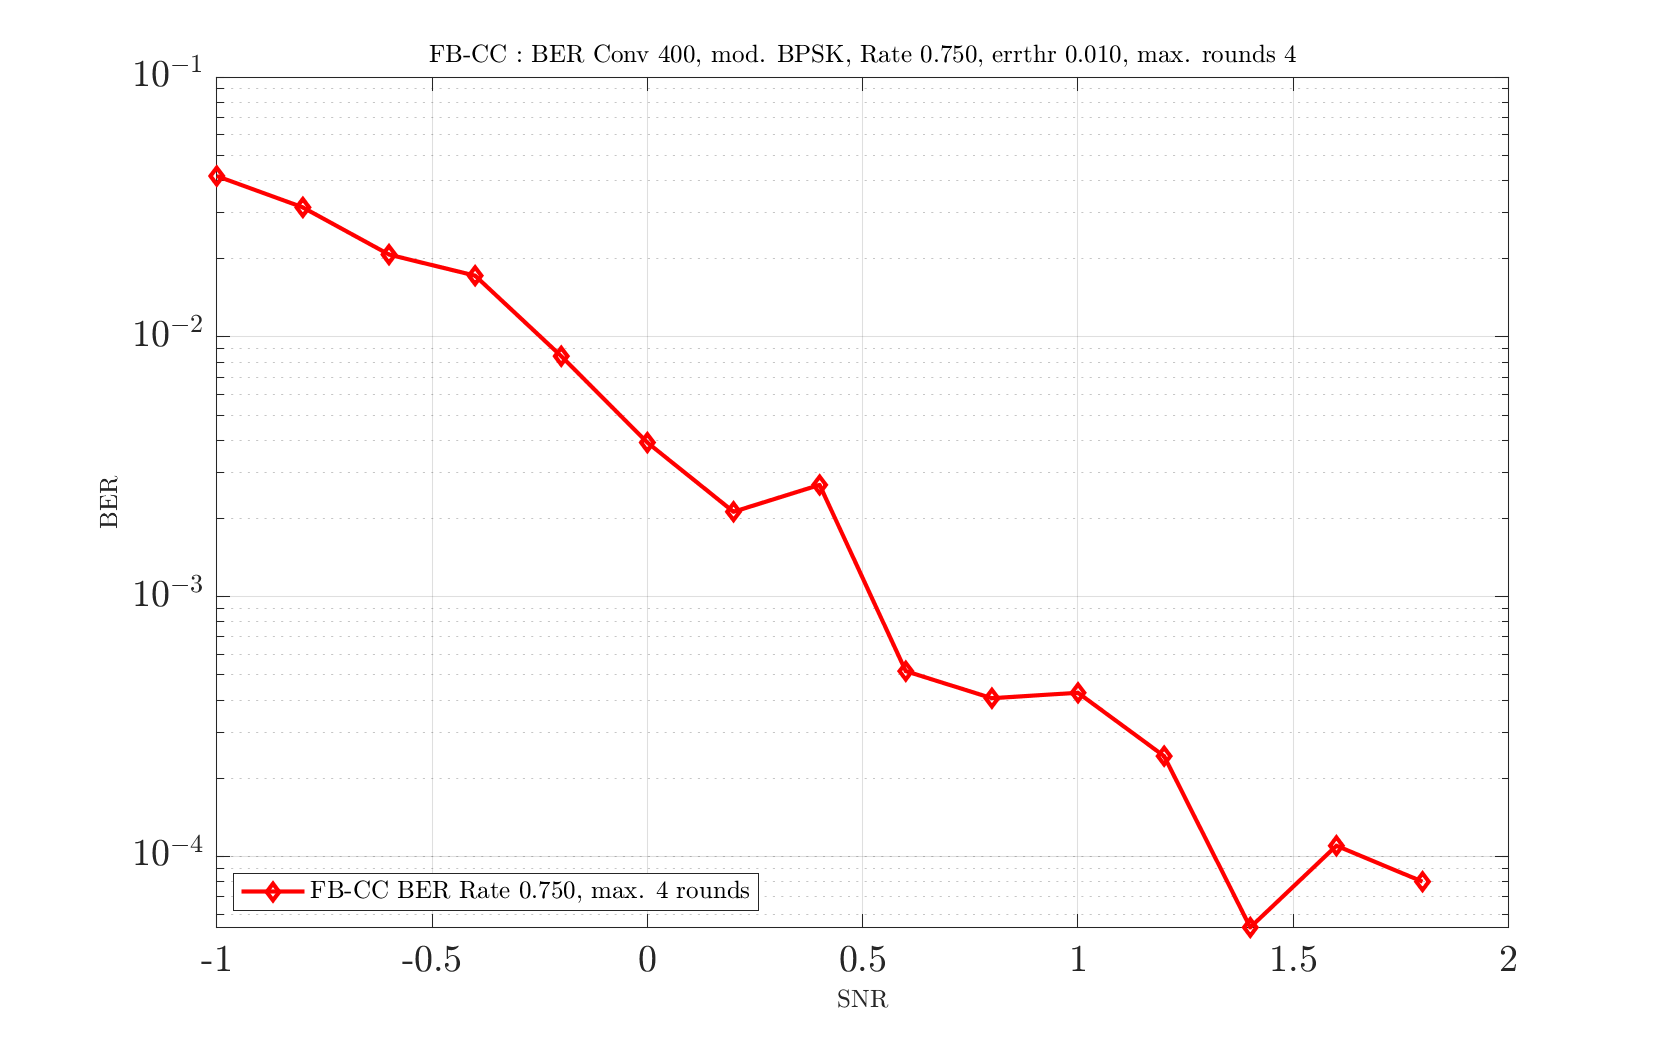 FB-CC : BER Conv 400, mod. BPSK, Rate 0.750, errthr 0.010, max. rounds 4
10^{-1}
10^{-2}
10^{-3}
10^{-4}
BER
FB-CC BER Rate 0.750, max. 4 rounds
-1 -0.5 0 0.5 1 1.5 2
SNR